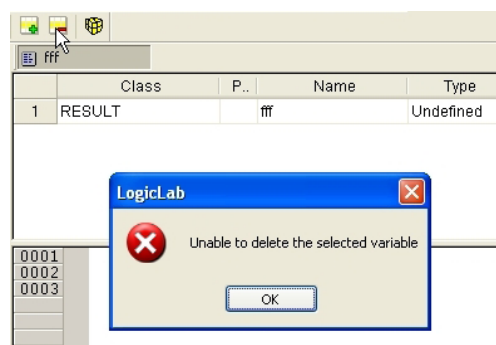 fff
Class P.. Name Type
1 RESULT fff Undefined
LogicLab
Unable to delete the selected variable
OK
0001
0002
0003